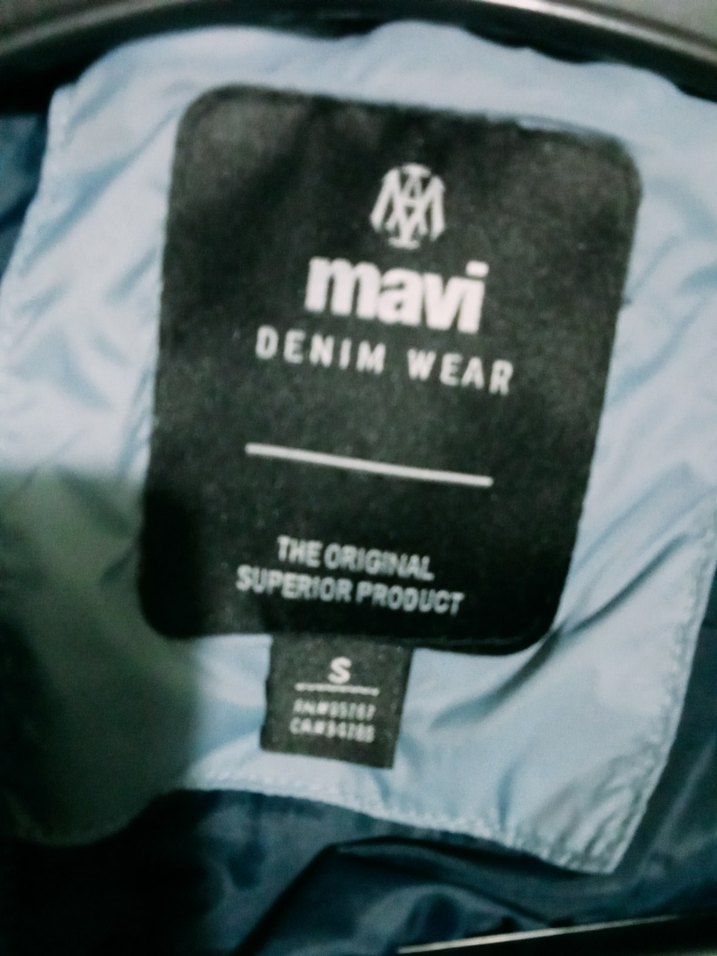 mavi
DENIM WEAR
THE ORIGINAL
SUPERIOR PRODUCT
S